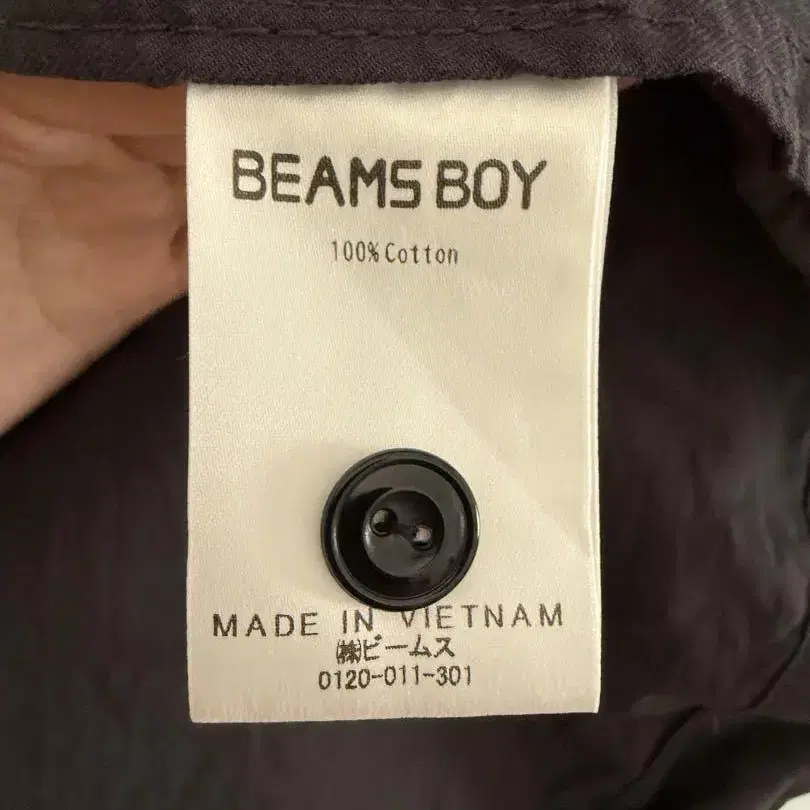 BEAMS BOY
100% Cotton
MADE IN VIETNAM
㈱ビームス
0120-011-301